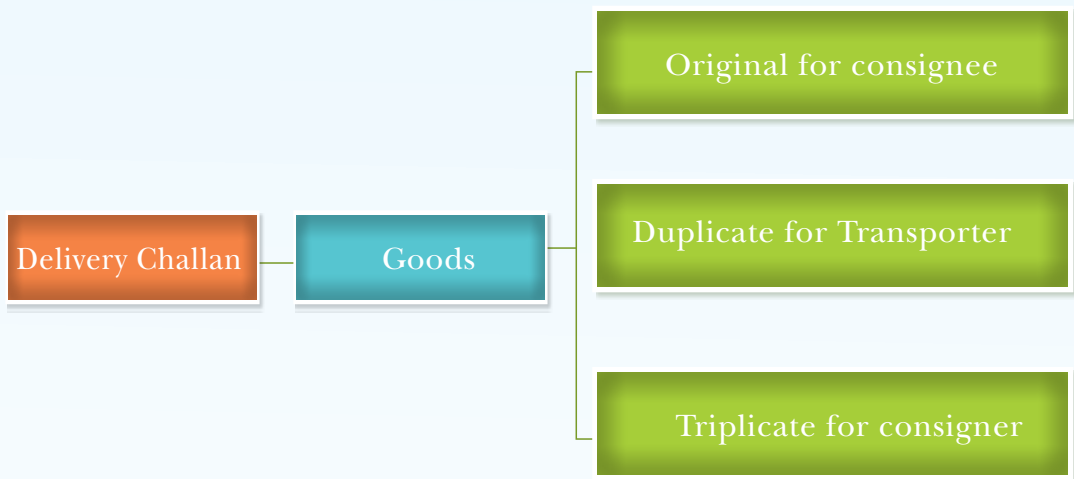 Original for consignee
Delivery Challan
Goods
Duplicate for Transporter
Triplicate for consigner